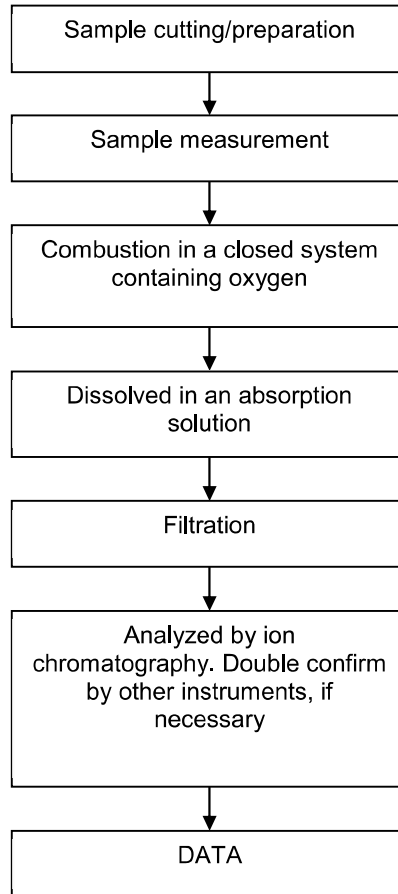 Sample cutting/preparation
Sample measurement
Combustion in a closed system
containing oxygen
Dissolved in an absorption
solution
Filtration
Analyzed by ion
chromatography. Double confirm
by other instruments, if
necessary
DATA